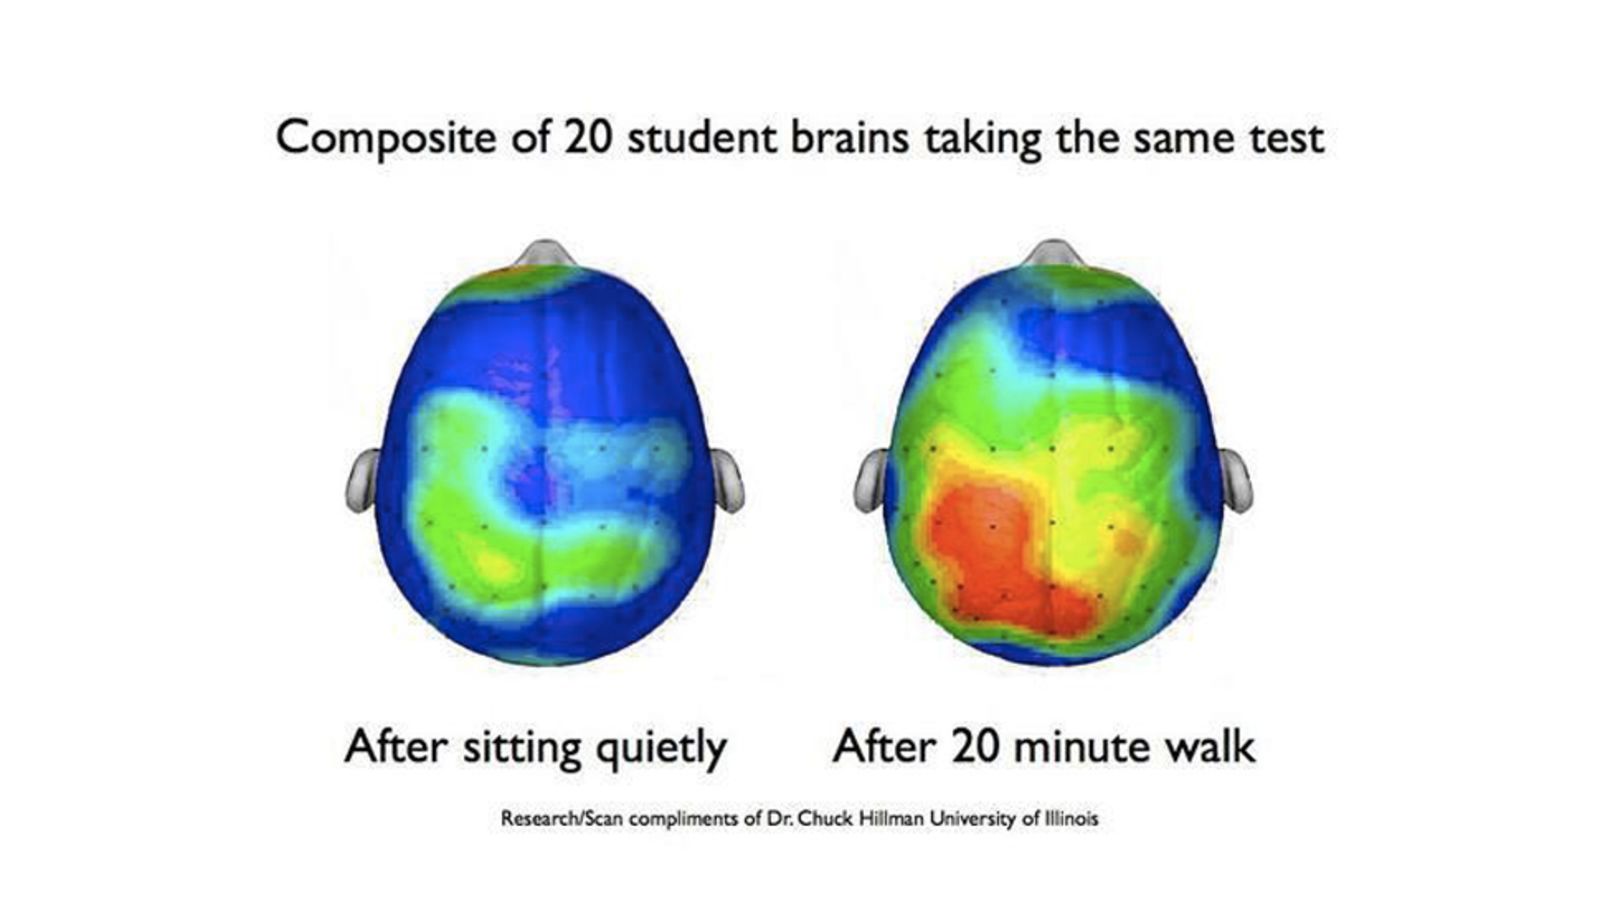 Composite of 20 student brains taking the same test
After sitting quietly
After 20 minute walk
Research/Scan compliments of Dr. Chuck Hillman University of Illinois